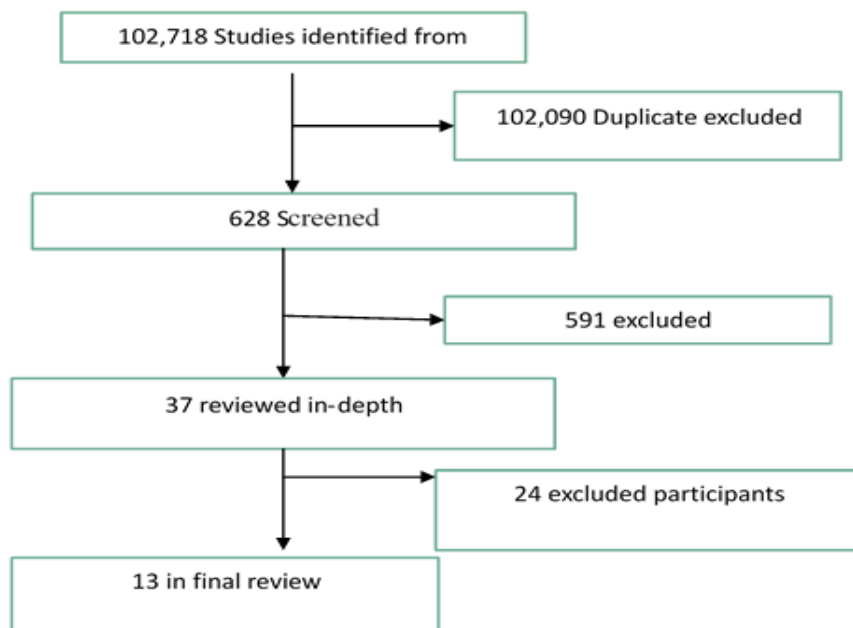 102,718 Studies identified from
102,090 Duplicate excluded
628 Screened
591 excluded
37 reviewed in-depth
24 excluded participants
13 in final review